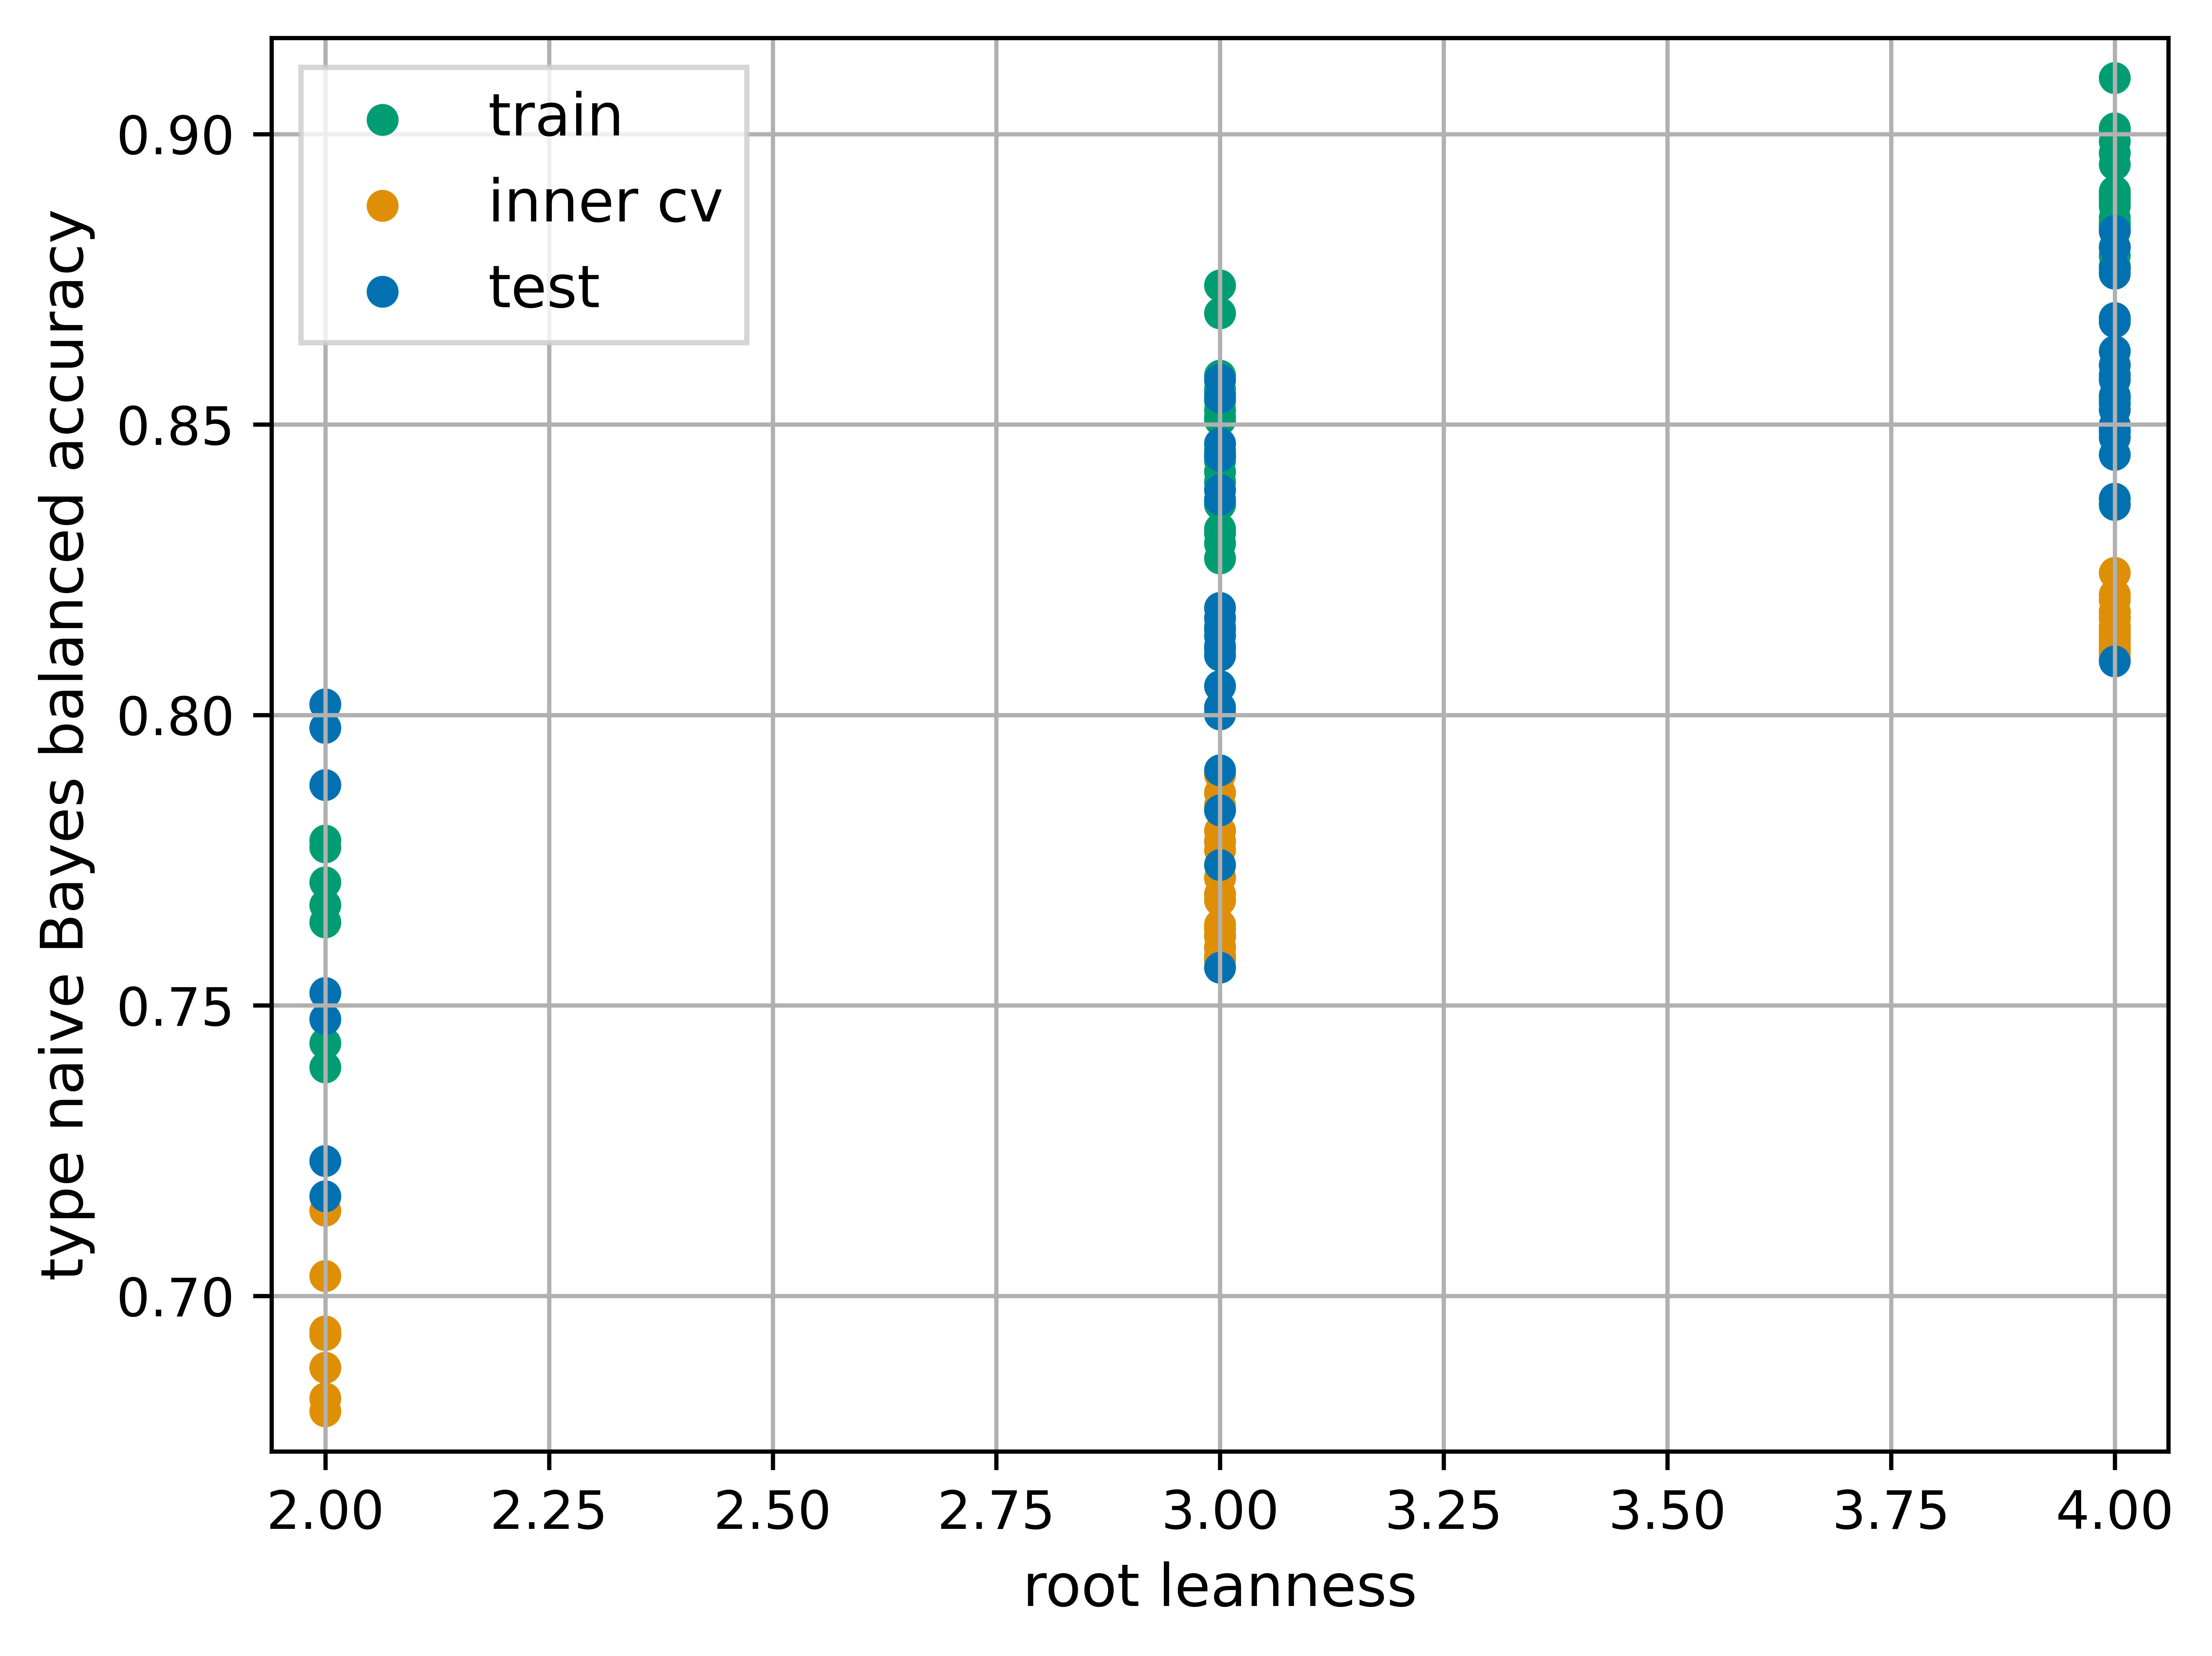 train
inner cv
test
type naive Bayes balanced accuracy
0.90
0.85
0.80
0.75
0.70
2.00 2.25 2.50 2.75 3.00 3.25 3.50 3.75 4.00
root leanness